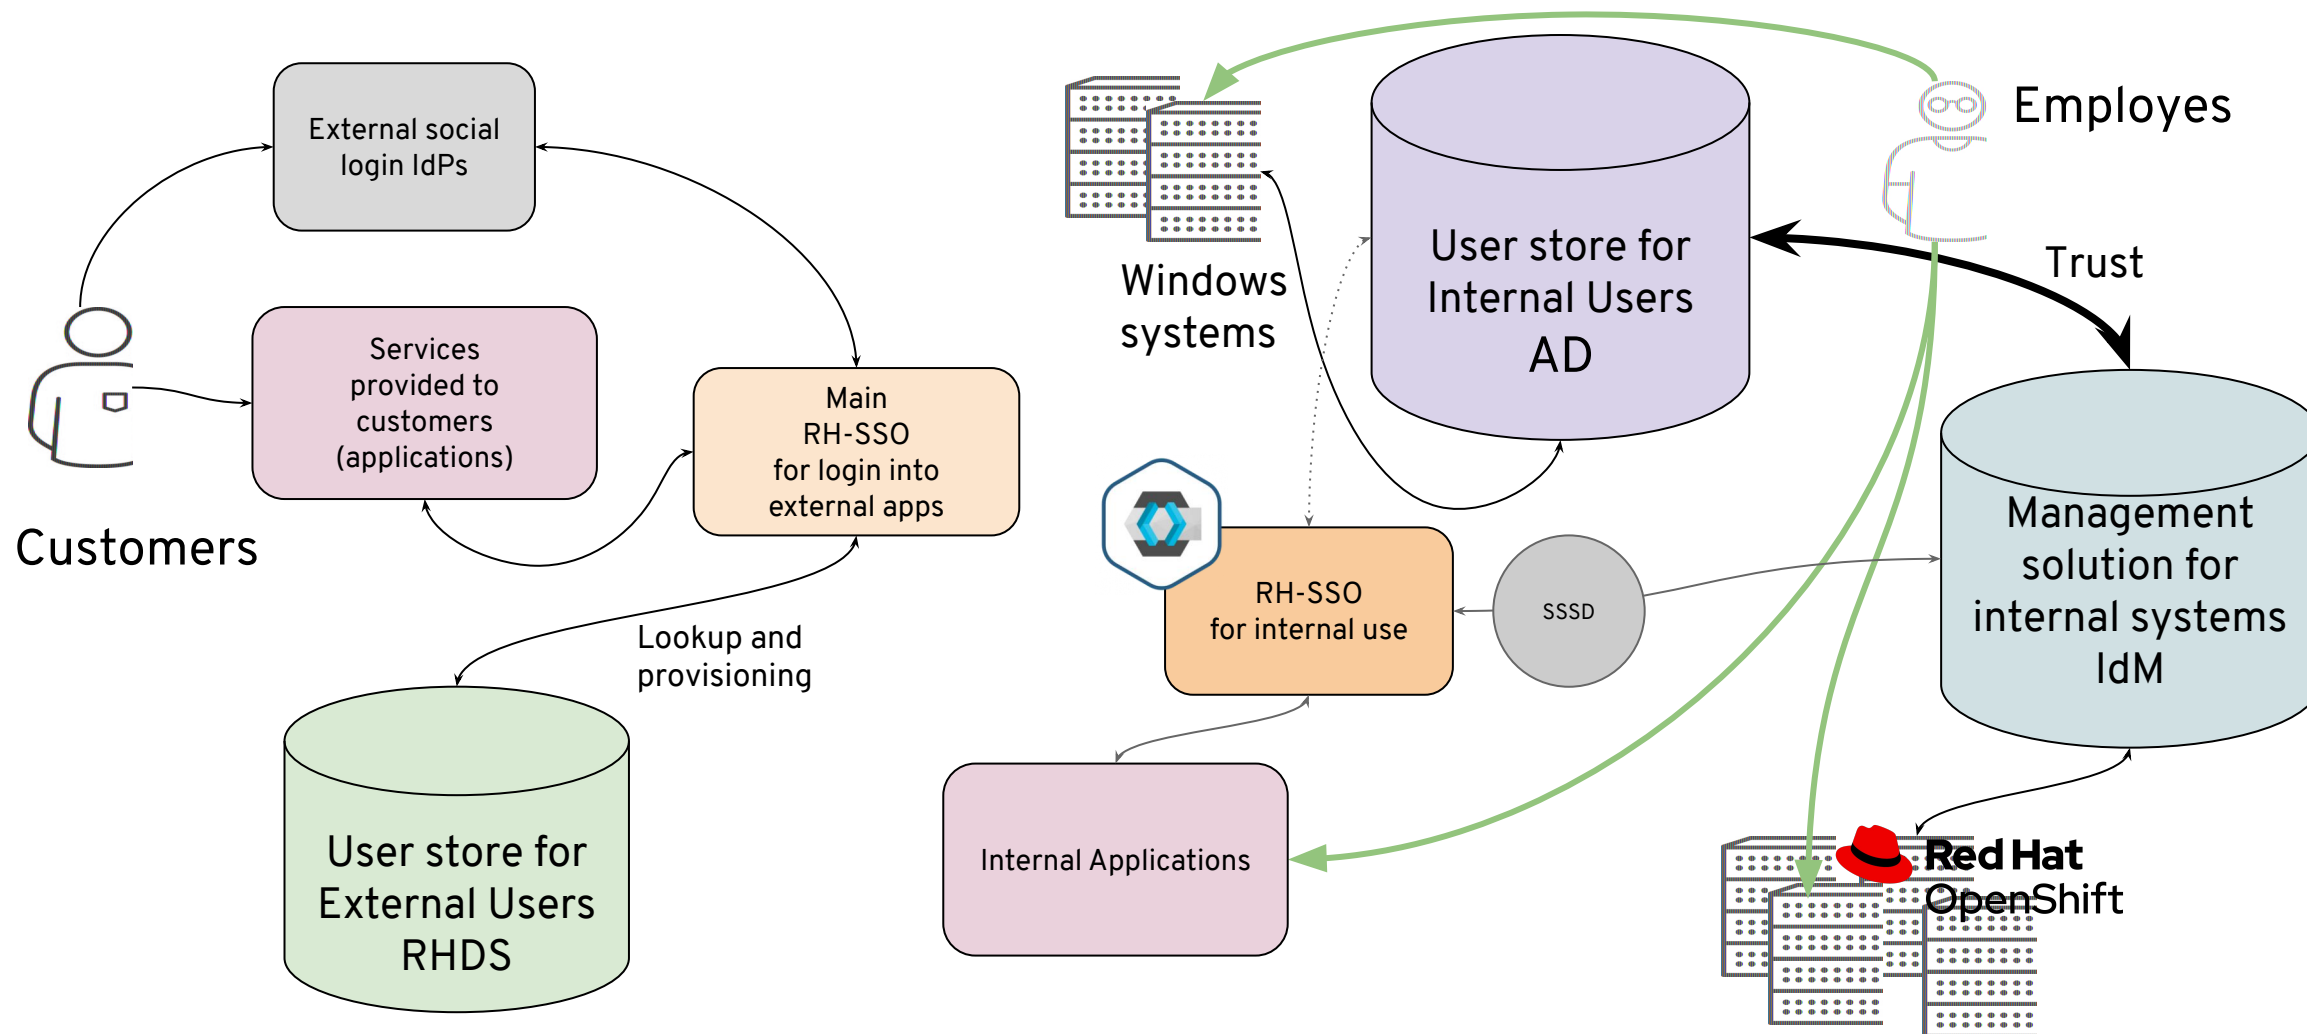 External social
login IdPs
Services
provided to
customers
(applications)
Customers
Main
RH-SSO
for login into
external apps
Lookup and
provisioning
User store for
External Users
RHDS
Windows
systems
User store for
Internal Users
AD
Employes
Trust
RH-SSO
for internal use
SSSD
Management
solution for
internal systems
IdM
Internal Applications
Red Hat
OpenShift